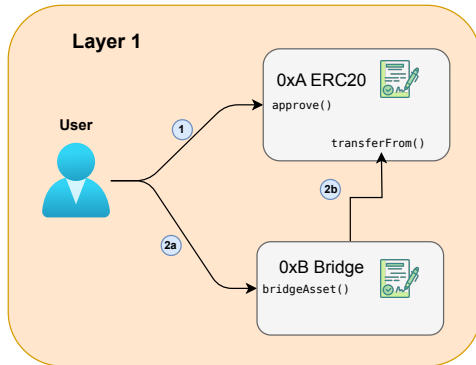 Layer 1
User
0xA ERC20
approve()
transferFrom()
1
2a
2b
0xB Bridge
bridgeAsset()